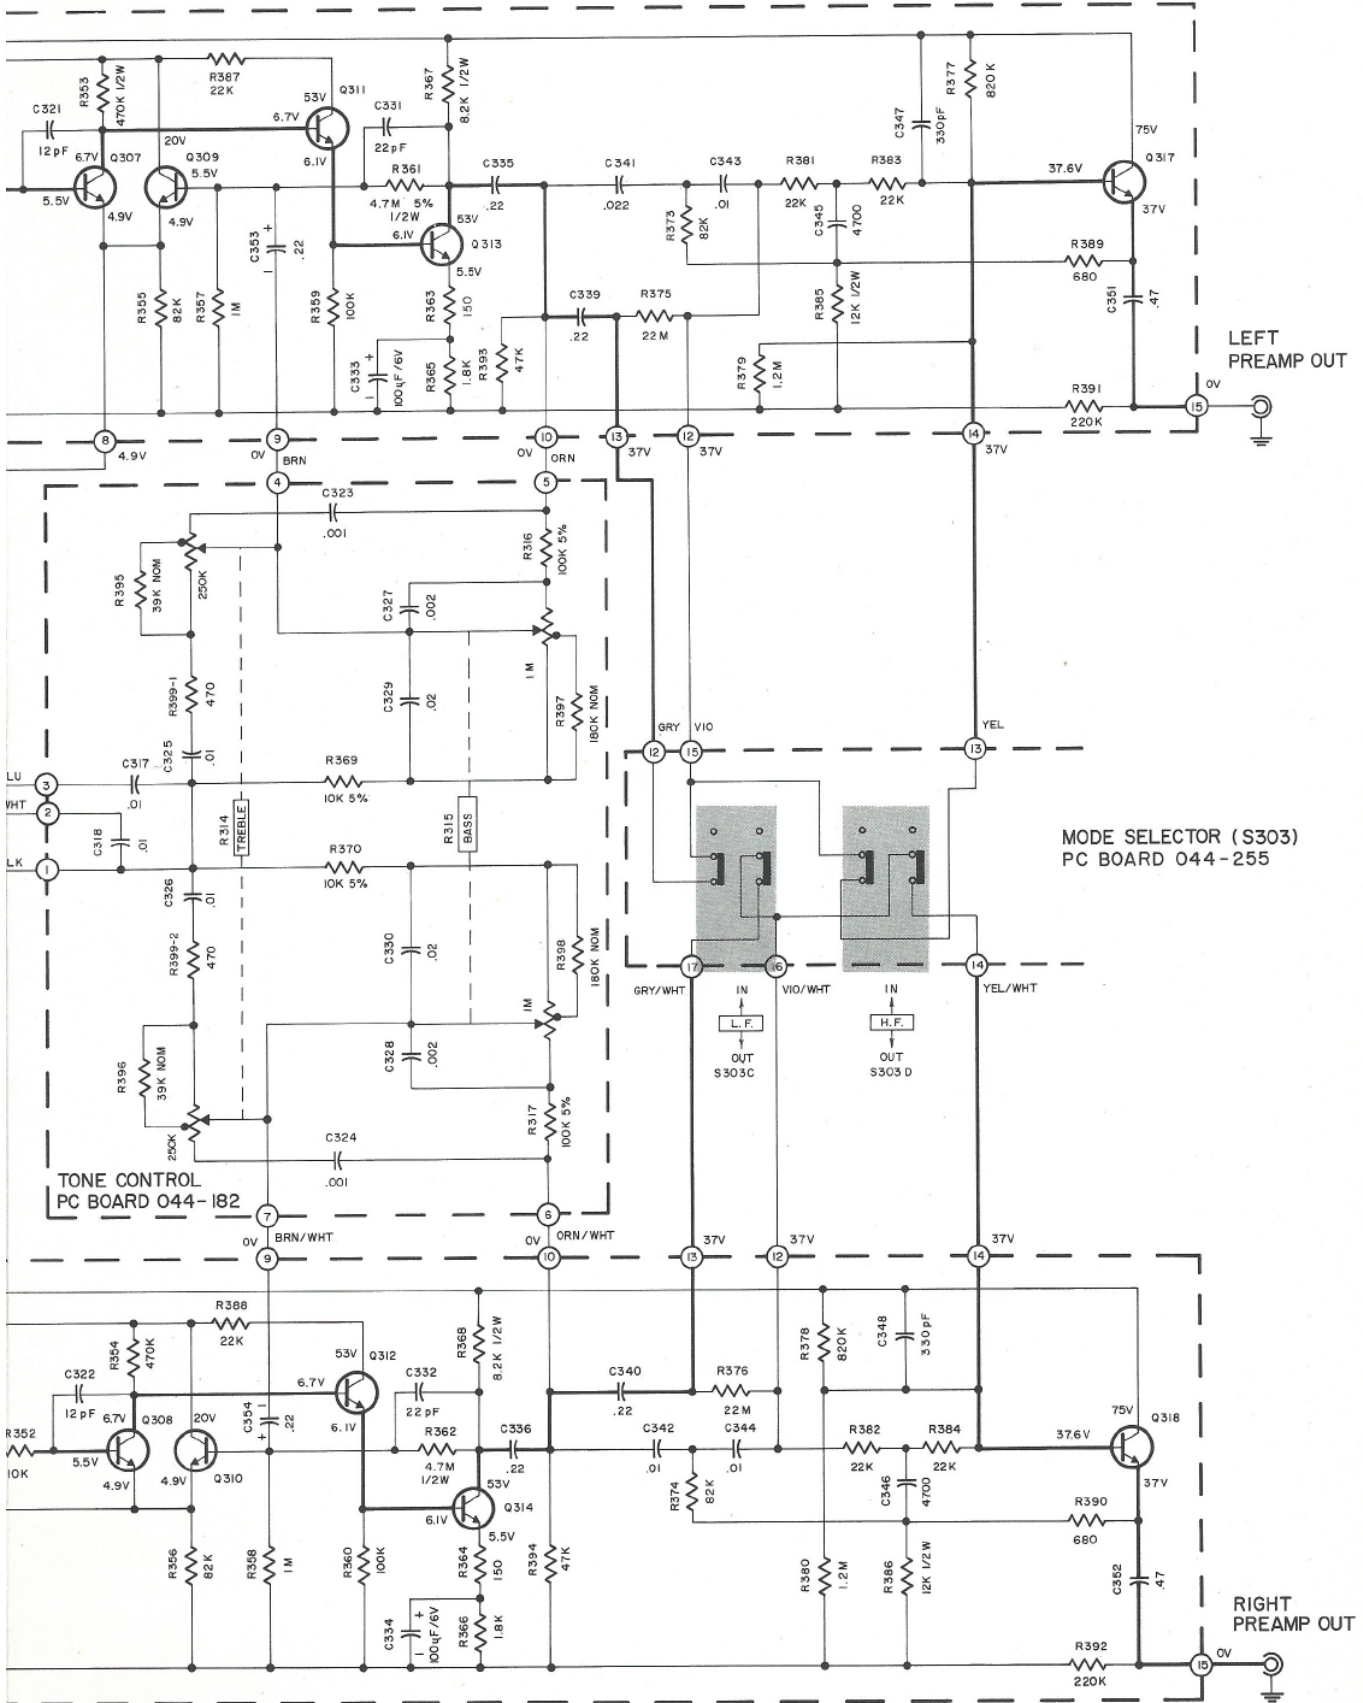 R353
470K 1/2W
R387
22K
53V
Q311
C331
22pF
R367
8.2K 1/2W
C347
330pF
R377
820K
75V
C321
12pF
6.7V
Q307
5.5V
4.9V
20V
Q309
5.5V
4.9V
6.7V
6.1V
R361
4.7M 5%
1/2W
C335
.22
C341
.022
C343
.01
R381
22K
R383
22K
37.6V
Q317
37V
C353
+
.22
6.1V
53V
Q313
5.5V
R373
82K
C345
4700
R389
680
R355
82K
R357
1M
R359
100K
R363
150
C339
.22
R375
22M
R385
12K 1/2W
C351
.47
C333
+
100µF/6V
R365
1.8K
R393
47K
R379
1.2M
R391
220K
LEFT
PREAMP OUT
15
0V
8
4.9V
9
0V
BRN
10
0V
ORN
13
37V
12
37V
14
37V
4
5
C323
.001
R316
100K 5%
R395
39K NOM
250K
C327
.002
R399-1
470
C329
.02
1M
R397
180K NOM
GRY
VIO
YEL
12
15
13
C325
.01
LU
3
C317
.01
R369
10K 5%
WHT
2
C318
.01
R314
TREBLE
R315
BASS
LK
1
R370
10K 5%
MODE SELECTOR (S303)
PC BOARD 044-255
C326
.01
R399-2
470
C330
.02
R398
180K NOM
1M
17
16
14
GRY/WHT
IN
VIO/WHT
IN
YEL/WHT
L.F.
H.F.
OUT
S303C
OUT
S303D
R396
39K NOM
250K
C328
.002
R317
100K 5%
C324
.001
TONE CONTROL
PC BOARD 044-182
7
6
0V
BRN/WHT
0V
ORN/WHT
9
10
13
37V
12
37V
14
37V
R388
22K
R354
470K
53V
Q312
R368
8.2K 1/2W
R378
820K
C348
330pF
C322
12pF
6.7V
C332
22pF
C340
.22
R376
22M
75V
Q318
R352
10K
6.7V
Q308
5.5V
4.9V
20V
4.9V
Q310
C354
+
.22
6.1V
R362
4.7M
1/2W
C336
.22
C342
.01
C344
.01
R382
22K
R384
22K
37.6V
37V
53V
Q314
6.1V
5.5V
R374
82K
C346
4700
R390
680
R356
82K
R358
1M
R360
100K
R364
150
R394
47K
R380
1.2M
R386
12K 1/2W
C352
.47
C334
+
100µF/6V
R366
1.8K
R392
220K
15
0V
RIGHT
PREAMP OUT